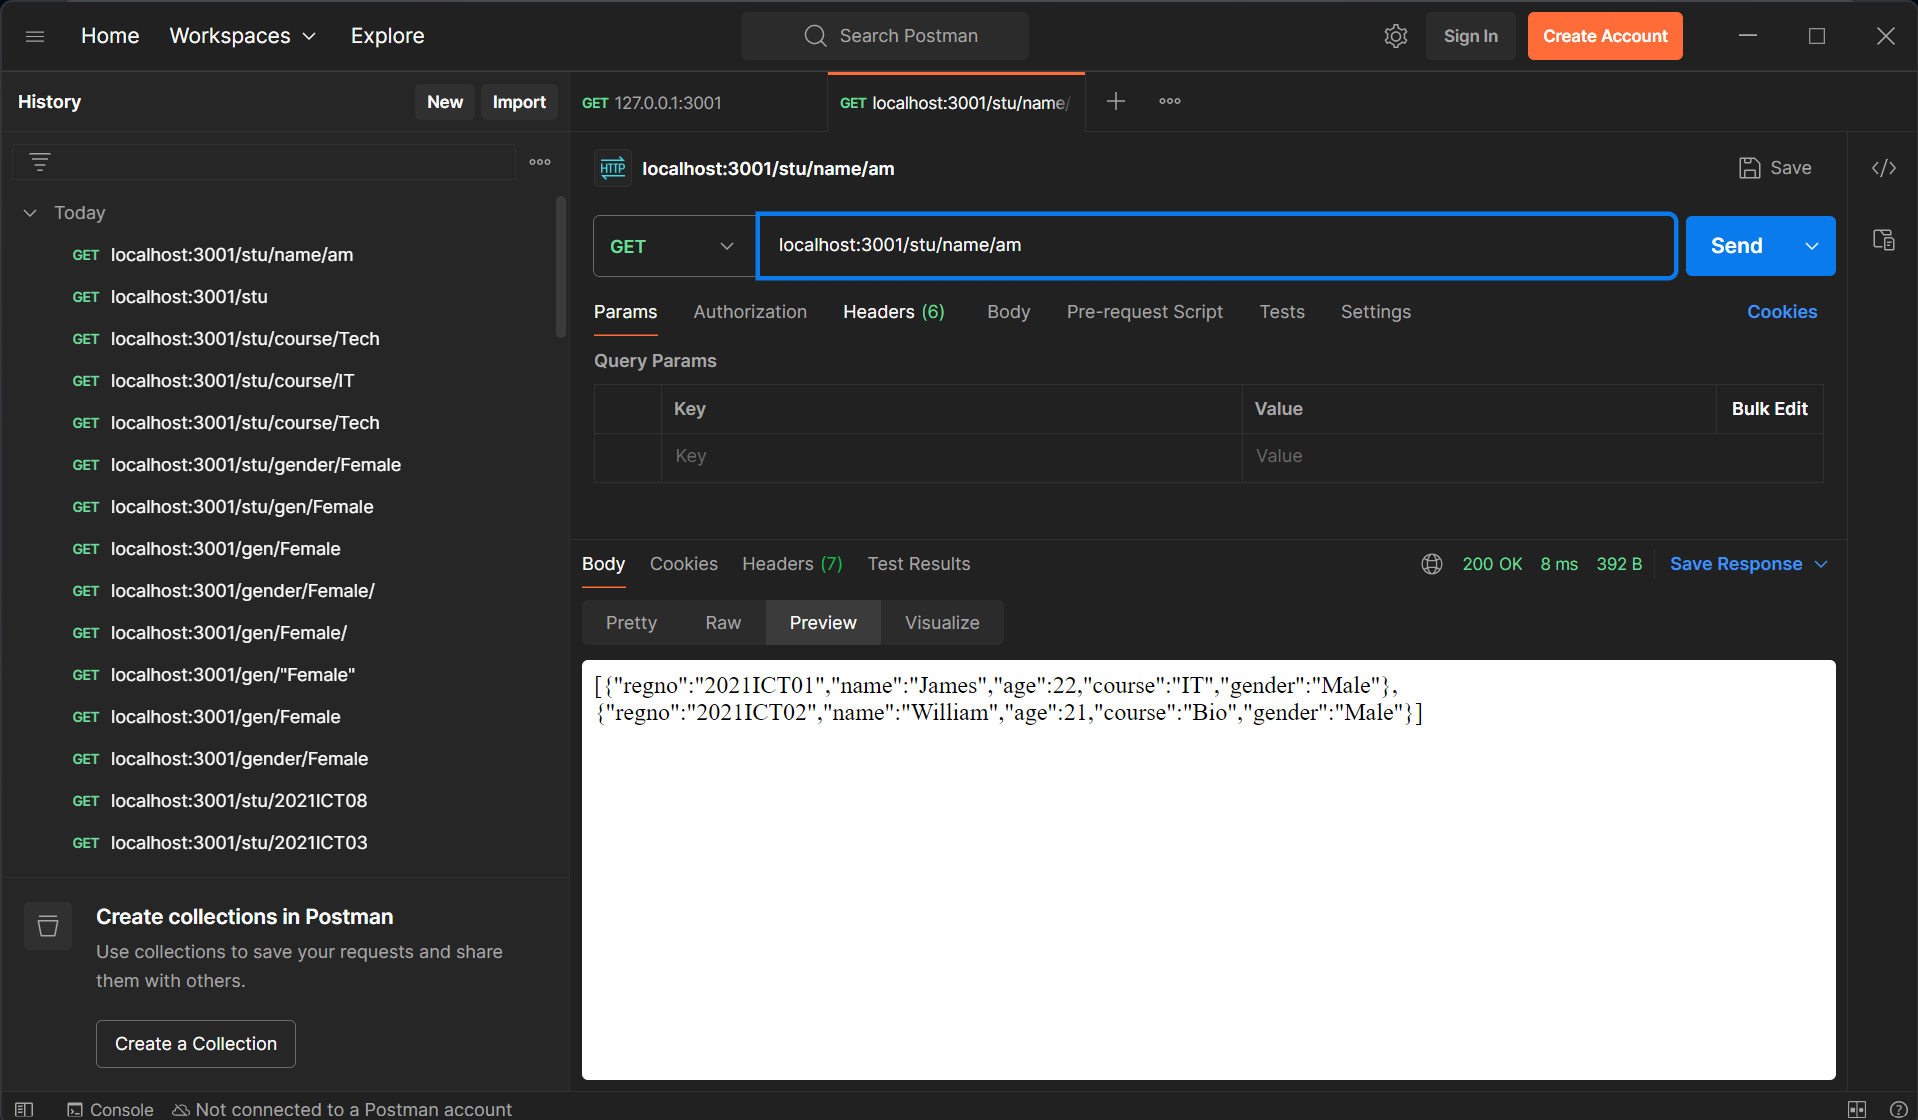 Home Workspaces Explore Search Postman Sign In Create Account
History New Import
GET 127.0.0.1:3001 GET localhost:3001/stu/name/
HTTP localhost:3001/stu/name/am Save
Today
GET localhost:3001/stu/name/am
GET localhost:3001/stu
GET localhost:3001/stu/course/Tech
GET localhost:3001/stu/course/IT
GET localhost:3001/stu/course/Tech
GET localhost:3001/stu/gender/Female
GET localhost:3001/stu/gen/Female
GET localhost:3001/gen/Female
GET localhost:3001/gender/Female/
GET localhost:3001/gen/Female/
GET localhost:3001/gen/"Female"
GET localhost:3001/gen/Female
GET localhost:3001/gender/Female
GET localhost:3001/stu/2021ICT08
GET localhost:3001/stu/2021ICT03
Create collections in Postman
Use collections to save your requests and share
them with others.
Create a Collection
GET localhost:3001/stu/name/am Send
Params Authorization Headers (6) Body Pre-request Script Tests Settings Cookies
Query Params
Key Value Bulk Edit
Key Value
Body Cookies Headers (7) Test Results 200 OK 8 ms 392 B Save Response
Pretty Raw Preview Visualize
[{"regno":"2021ICT01","name":"James","age":22,"course":"IT","gender":"Male"},
{"regno":"2021ICT02","name":"William","age":21,"course":"Bio","gender":"Male"}]
Console Not connected to a Postman account